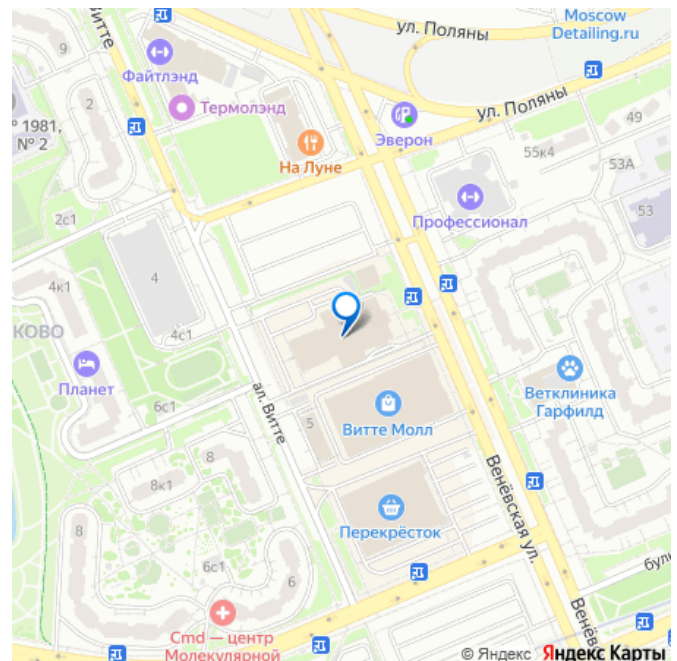 Moscow
Detailing.ru
ул. Поляны
Витте
9
Файтлэнд
2
Термолэнд
Эверон
ул. Поляны
49
№ 1981,
№ 2
На Луне
55к4
53А
Профессионал
53
2с1
4
4к1
4с1
КОВО
Планет
6с1
ал. Витте
5
Витте Молл
Ветклиника
Гарфилд
8
8к1
Венёвская ул.
8
Перекрёсток
6с1
6
буль
Cmd — центр
Молекулярной
Венёвс
© Яндекс Яндекс Карты